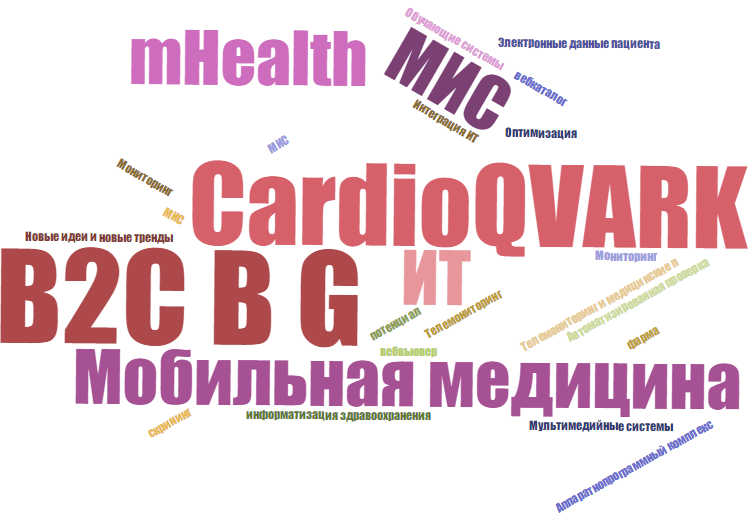 Обучающие системы
mHealth
МИС
Электронные данные пациента
вебкаталог
Интеграция ИТ
Оптимизация
МИС
Мониторинг
CardioQVARK
МИС
Новые идеи и новые тренды
B2C B G
ИТ
Мониторинг
Телемониторинг и медицинские п
Автоматизированная проверка
потенциал
Телемониторинг
фарма
вебвьювер
Мобильная медицина
скрининг
информатизация здравоохранения
Мультимедийные системы
Аппаратнопрограммный комплекс